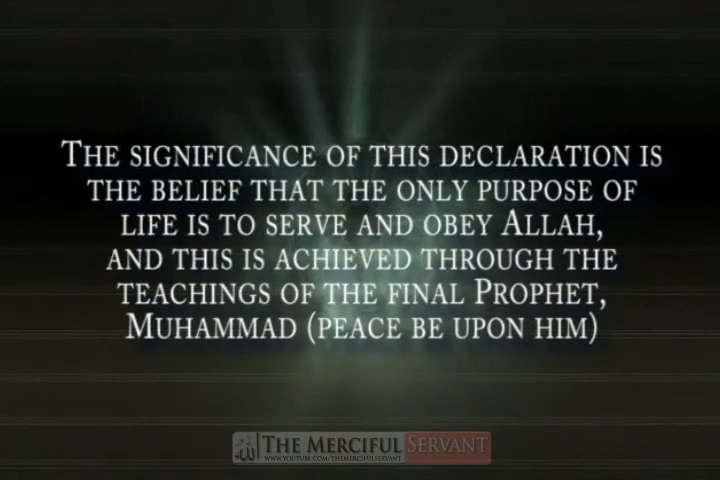 The significance of this declaration is
the belief that the only purpose of
life is to serve and obey Allah,
and this is achieved through the
teachings of the final Prophet,
Muhammad (peace be upon him)
الله
The Merciful Servant
www.youtube.com/themercifulservant